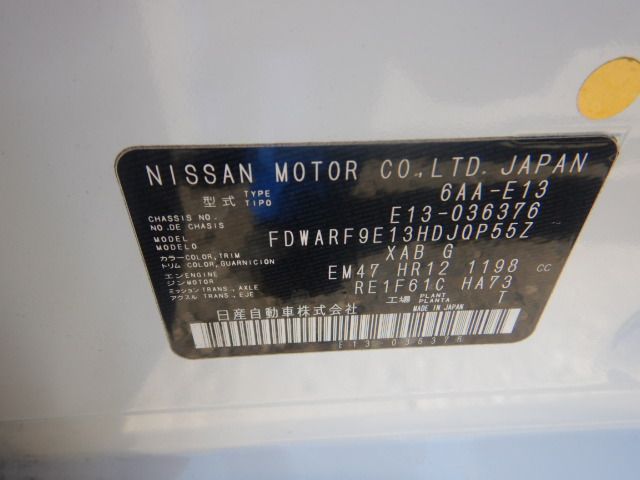 NISSAN MOTOR CO.,LTD. JAPAN
型式 TYPE TIPO 6AA-E13
CHASSIS NO. NO.DE CHASIS E13-036376
MODEL MODELO FDWARF9E13HDJQP55Z
カラー COLOR, TRIM トリム COLOR, GUARNICION XAB G
エンジン ENGINE MOTOR EM47 HR12 1198 CC
ミッション TRANS., AXLE アクスル TRANS., EJE RE1F61C HA73
工場 PLANT PLANTA T
日産自動車株式会社 MADE IN JAPAN
E13-036376